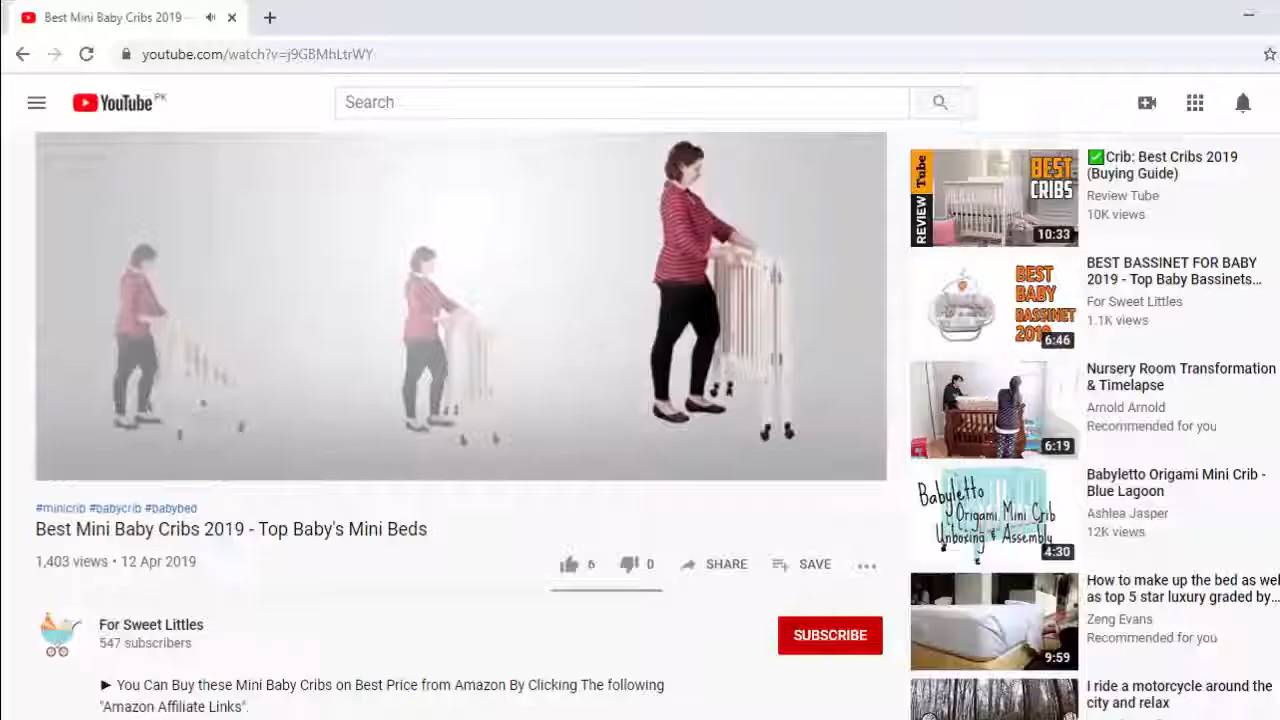 Best Mini Baby Cribs 2019 -
youtube.com/watch?v=j9GBMhLtrWY
YouTube PK
Search
#minicrib #babycrib #babybed
Best Mini Baby Cribs 2019 - Top Baby's Mini Beds
1,403 views • 12 Apr 2019
6
0
SHARE
SAVE
For Sweet Littles
547 subscribers
SUBSCRIBE
► You Can Buy these Mini Baby Cribs on Best Price from Amazon By Clicking The following
"Amazon Affiliate Links".
REVIEW Tube
BEST
CRIBS
10:33
✅Crib: Best Cribs 2019
(Buying Guide)
Review Tube
10K views
BEST
BABY
BASSINET
2019
6:46
BEST BASSINET FOR BABY
2019 - Top Baby Bassinets...
For Sweet Littles
1.1K views
6:19
Nursery Room Transformation
& Timelapse
Arnold Arnold
Recommended for you
Babyletto
Origami Mini Crib
Unboxing & Assembly
4:30
Babyletto Origami Mini Crib -
Blue Lagoon
Ashlea Jasper
12K views
9:59
How to make up the bed as wel
as top 5 star luxury graded by...
Zeng Evans
Recommended for you
I ride a motorcycle around the
city and relax